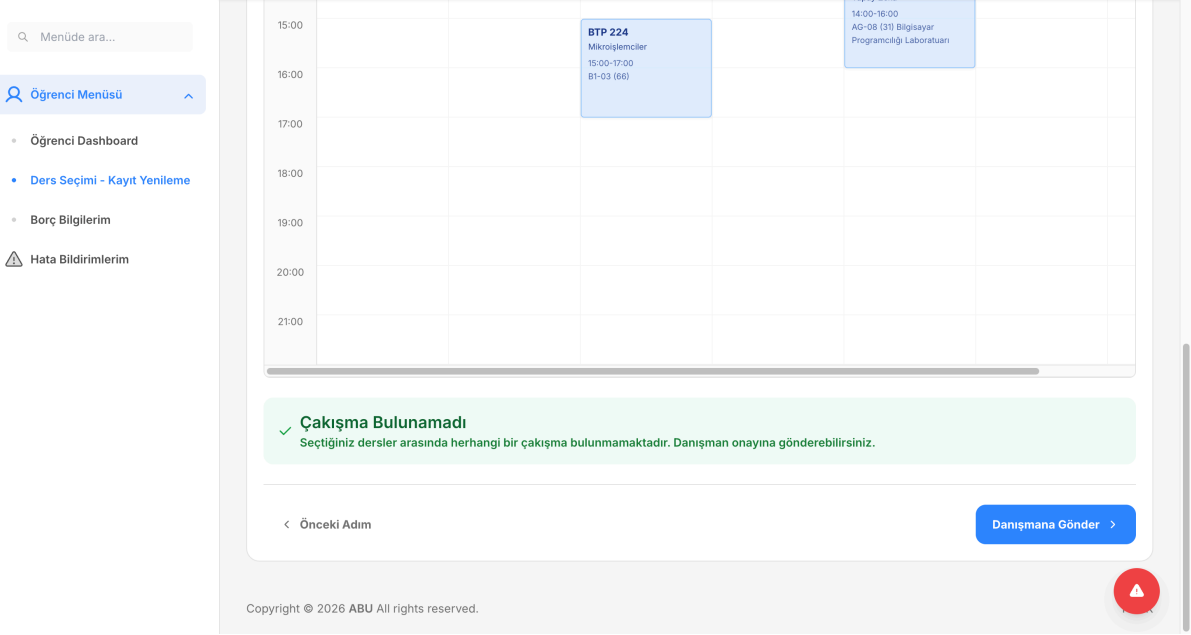 Menüde ara...
Öğrenci Menüsü
Öğrenci Dashboard
Ders Seçimi - Kayıt Yenileme
Borç Bilgilerim
Hata Bildirimlerim
15:00
16:00
17:00
18:00
19:00
20:00
21:00
BTP 224
Mikroişlemciler
15:00-17:00
B1-03 (66)
14:00-16:00
AG-08 (31) Bilgisayar
Programcılığı Laboratuarı
Çakışma Bulunamadı
Seçtiğiniz dersler arasında herhangi bir çakışma bulunmamaktadır. Danışman onayına gönderebilirsiniz.
Önceki Adım
Danışmana Gönder
Copyright © 2026 ABU All rights reserved.